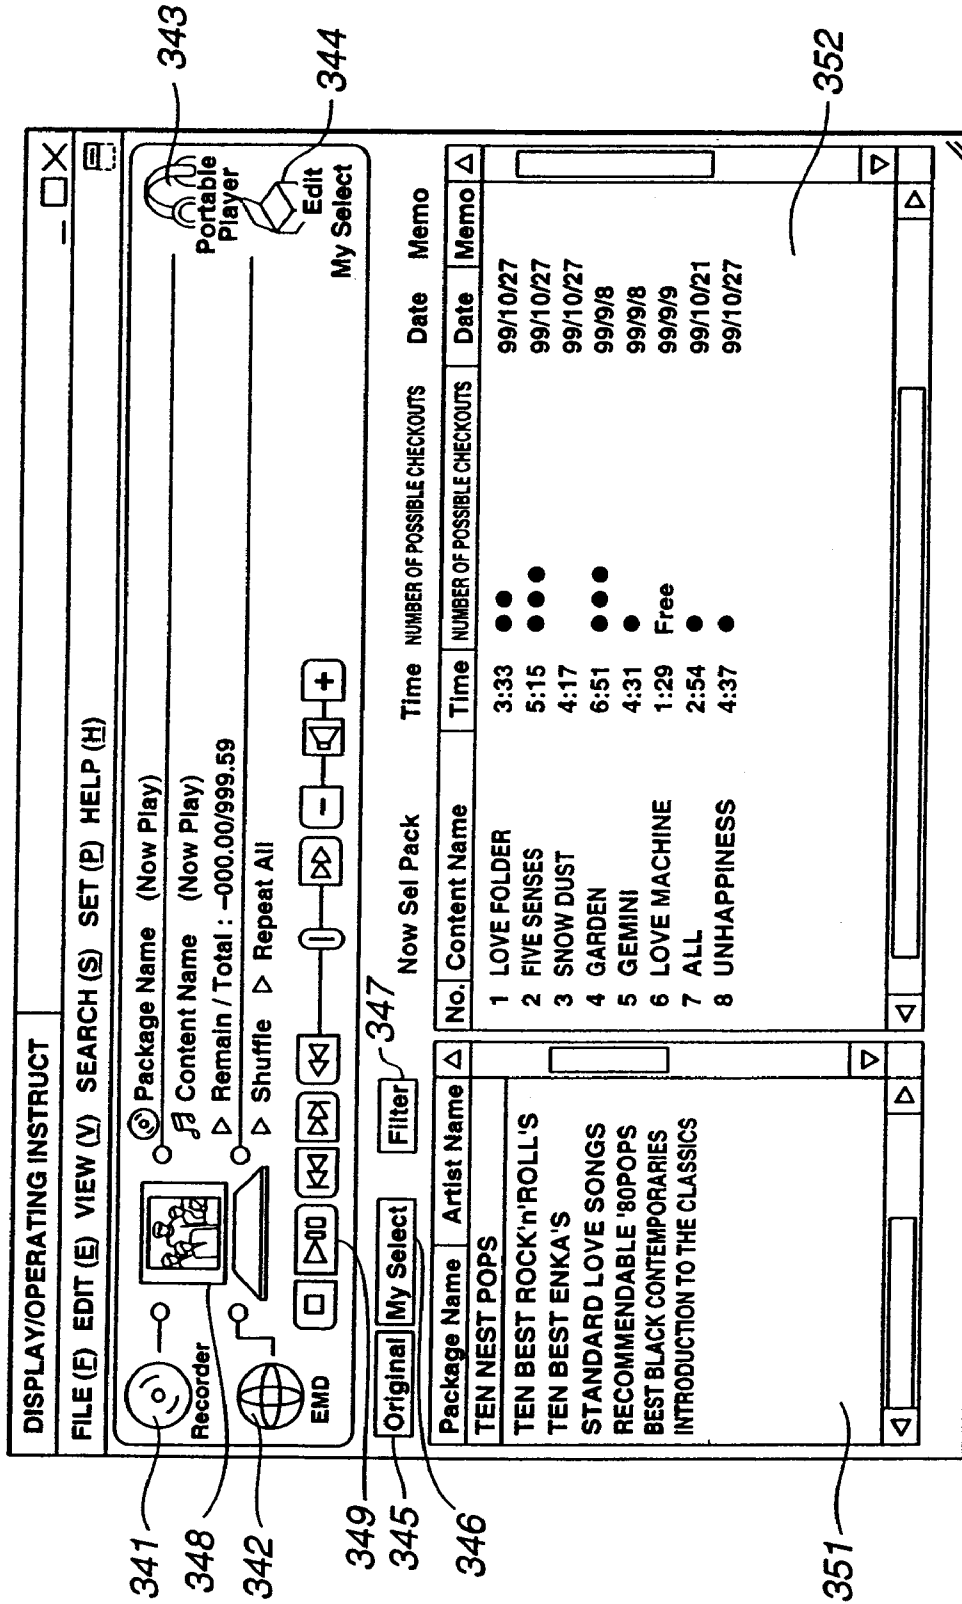 DISPLAY/OPERATING INSTRUCT
FILE (F) EDIT (E) VIEW (V) SEARCH (S) SET (P) HELP (H)
341
Recorder
348
342
EMD
Package Name (Now Play)
Content Name (Now Play)
Remain / Total : –000.00/999.59
Shuffle Repeat All
Portable
Player
343
Edit
344
My Select
349
345
346
Original My Select Filter
347
Now Sel Pack Time NUMBER OF POSSIBLE CHECKOUTS Date Memo
Package Name Artist Name
TEN NEST POPS
TEN BEST ROCK'n'ROLL'S
TEN BEST ENKA'S
STANDARD LOVE SONGS
RECOMMENDABLE '80POPS
BEST BLACK CONTEMPORARIES
INTRODUCTION TO THE CLASSICS
351
No. Content Name Time NUMBER OF POSSIBLE CHECKOUTS Date Memo
1 LOVE FOLDER 3:33 ●● 99/10/27
2 FIVE SENSES 5:15 ●●● 99/10/27
3 SNOW DUST 4:17 99/10/27
4 GARDEN 6:51 ●●● 99/9/8
5 GEMINI 4:31 ● 99/9/8
6 LOVE MACHINE 1:29 Free 99/9/9
7 ALL 2:54 ● 99/10/21
8 UNHAPPINESS 4:37 ● 99/10/27
352